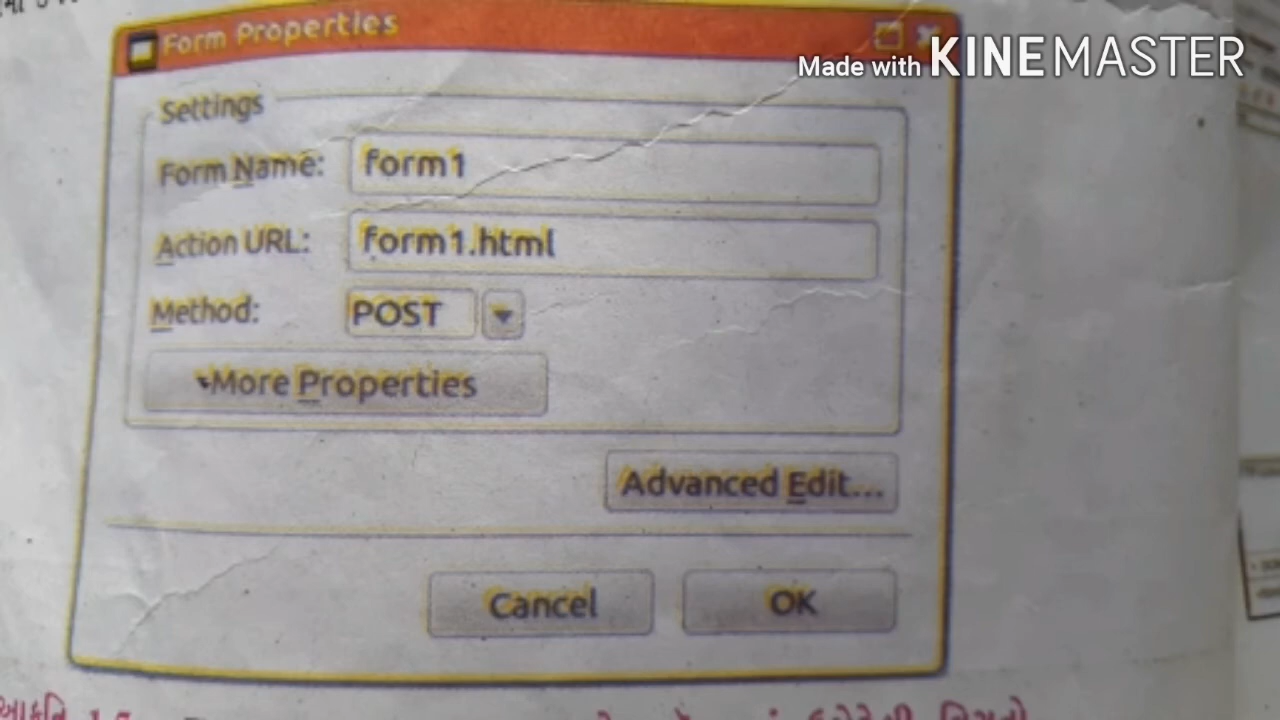 Form Properties
Made with KINEMASTER
Settings
Form Name: form1
Action URL: form1.html
Method: POST
More Properties
Advanced Edit...
Cancel
OK